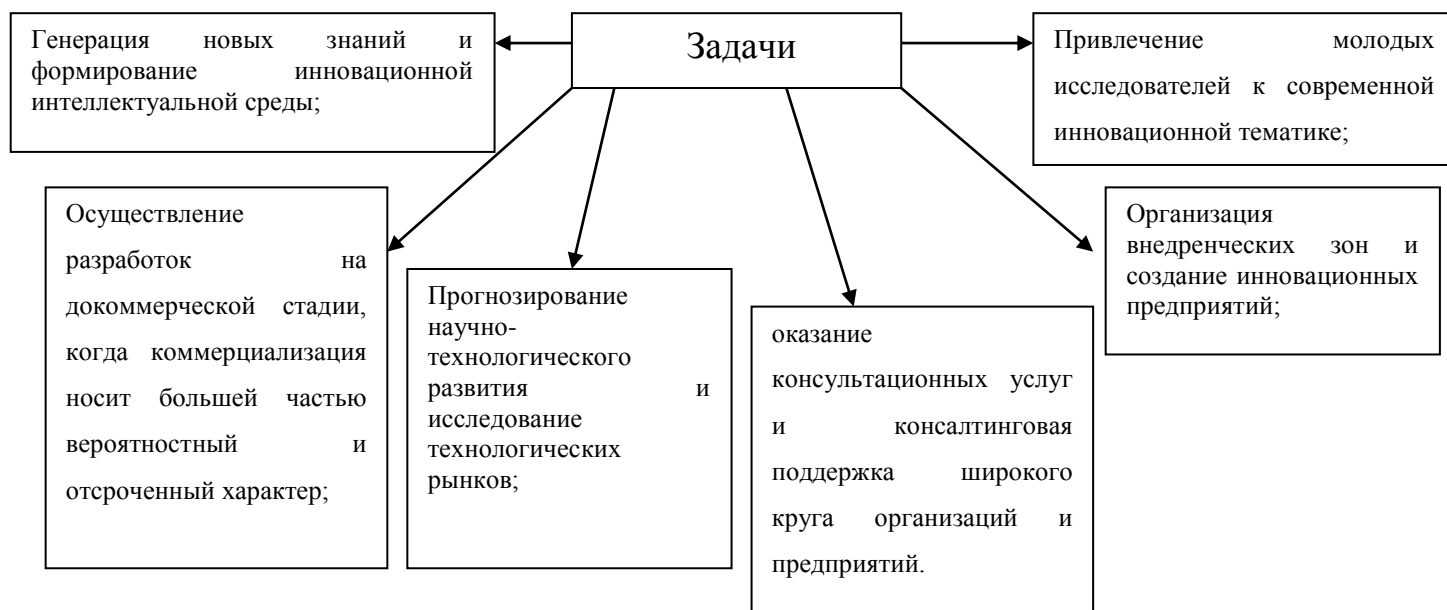 Задачи
Генерация новых знаний и
формирование инновационной
интеллектуальной среды;
Привлечение молодых
исследователей к современной
инновационной тематике;
Осуществление
разработок на
докоммерческой стадии,
когда коммерциализация
носит большей частью
вероятностный и
отсроченный характер;
Прогнозирование
научно-
технологического
развития и
исследование
технологических
рынков;
оказание
консультационных услуг
и консалтинговая
поддержка широкого
круга организаций и
предприятий.
Организация
внедренческих зон и
создание инновационных
предприятий;